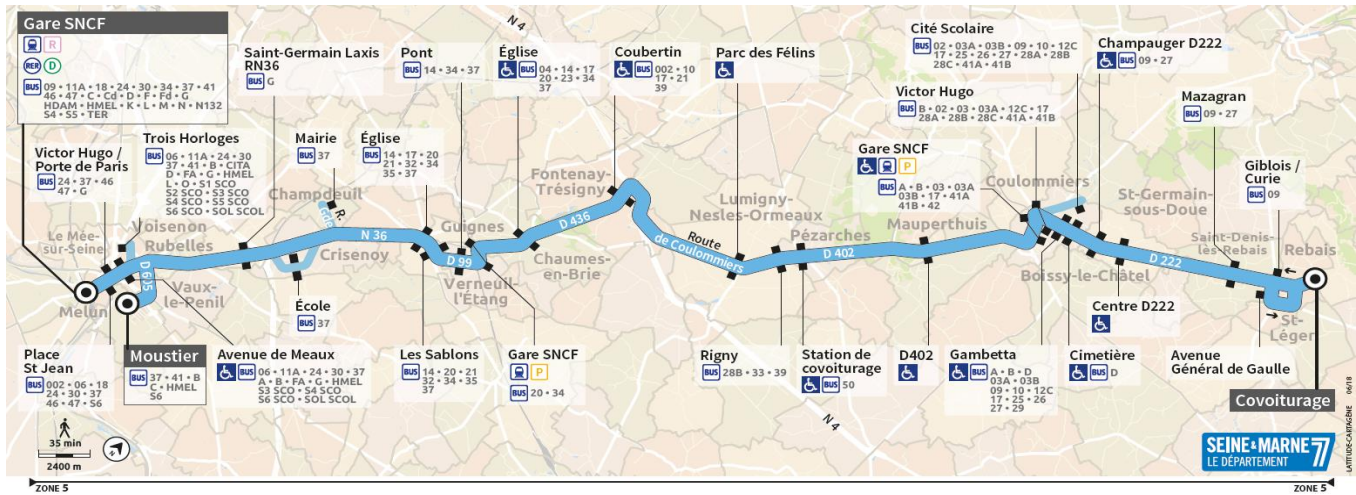 Gare SNCF
R
RER D
BUS 09 • 11A • 18 • 24 • 30 • 34 • 37 • 41
46 • 47 • C • Cd • D • F • Fd • G
HDAM • HMEL • K • L • M • N • N132
S4 • S5 • TER
Victor Hugo /
Porte de Paris
BUS 24 • 37 • 46
47 • G
Trois Horloges
BUS 06 • 11A • 24 • 30
37 • 41 • B • CITA
D • FA • G • HMEL
L • O • S1 SCO
S2 SCO • S3 SCO
S4 SCO • S5 SCO
S6 SCO • SOL SCOL
Saint-Germain Laxis
RN36
BUS G
Mairie
BUS 37
Pont
BUS 14 • 34 • 37
Église
BUS 14 • 17 • 20
21 • 32 • 34
35 • 37
Église
BUS 04 • 14 • 17
20 • 23 • 34
37
Coubertin
BUS 002 • 10
17 • 21
39
Parc des Félins
Cité Scolaire
BUS 02 • 03A • 03B • 09 • 10 • 12C
17 • 25 • 26 • 27 • 28A • 28B
28C • 41A • 41B
Victor Hugo
BUS B • 02 • 03 • 03A • 12C • 17
28A • 28B • 28C • 41A • 41B
Gare SNCF
P
BUS A • B • 03 • 03A
03B • 17 • 41A
41B • 42
Champauger D222
BUS 09 • 27
Mazagran
BUS 09 • 27
Giblois /
Curie
BUS 09
N 4
Le Mée-
sur-Seine
Voisenon
Rubelles
Melun
Vaux-
le-Penil
D 605
Champdeuil
R.
Crisenoy
N 36
Guignes
D 99
Verneuil-
l'Étang
Chaumes-
en-Brie
D 436
Fontenay-
Trésigny
Route
de Coulommiers
Lumigny-
Nesles-Ormeaux
Pézarches
D 402
Mauperthuis
Coulommiers
Boissy-le-Châtel
St-Germain-
sous-Doue
D 222
Saint-Denis-
lès-Rebais
Rebais
St-
Léger
N 4
Place
St Jean
BUS 002 • 06 • 18
24 • 30 • 37
46 • 47 • S6
Moustier
BUS 37 • 41 • B
C • HMEL
S6
Avenue de Meaux
BUS 06 • 11A • 24 • 30 • 37
A • B • FA • G • HMEL
S3 SCO • S4 SCO
S6 SCO • SOL SCOL
École
BUS 37
Les Sablons
BUS 14 • 20 • 21
32 • 34 • 35
37
Gare SNCF
P
BUS 20 • 34
Rigny
BUS 28B • 33 • 39
Station de
covoiturage
BUS 50
D402
Gambetta
BUS A • B • D
03A • 03B
09 • 10 • 12C
17 • 25 • 26
27 • 29
Cimetière
BUS D
Centre D222
Avenue
Général de Gaulle
Covoiturage
35 min
2400 m
N
SEINE&MARNE 77
LE DÉPARTEMENT
LATITUDE-CARTAGÈNE 06/18
ZONE 5
ZONE 5